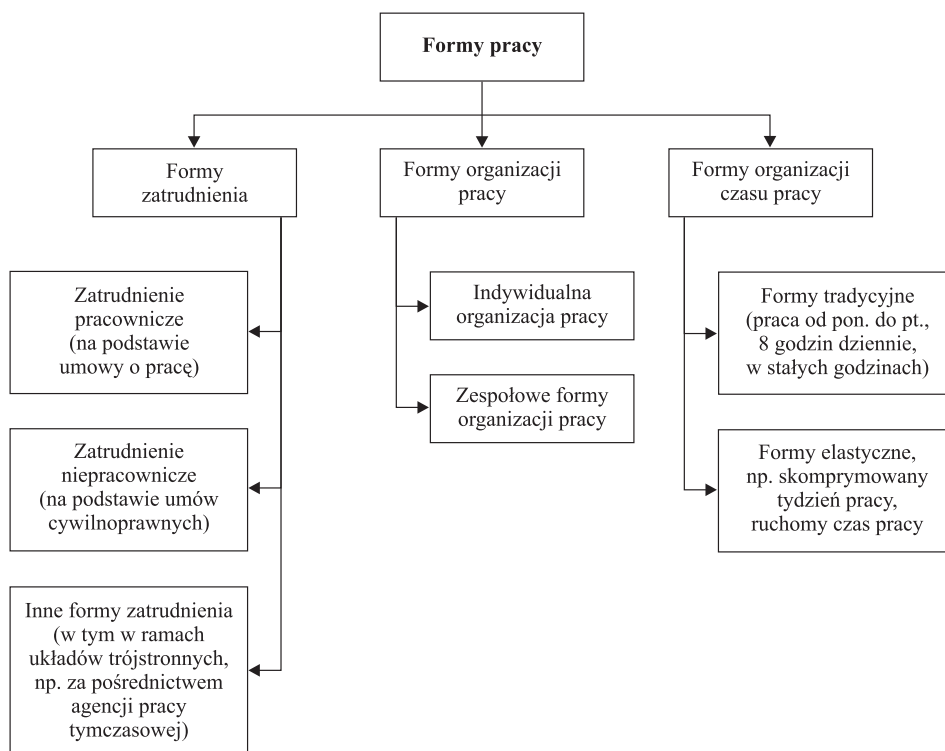 Formy pracy
Formy
zatrudnienia
Zatrudnienie
pracownicze
(na podstawie
umowy o pracę)
Zatrudnienie
niepracownicze
(na podstawie umów
cywilnoprawnych)
Inne formy zatrudnienia
(w tym w ramach
układów trójstronnych,
np. za pośrednictwem
agencji pracy
tymczasowej)
Formy organizacji
pracy
Indywidualna
organizacja pracy
Zespołowe formy
organizacji pracy
Formy organizacji
czasu pracy
Formy tradycyjne
(praca od pon. do pt.,
8 godzin dziennie,
w stałych godzinach)
Formy elastyczne,
np. skomprymowany
tydzień pracy,
ruchomy czas pracy